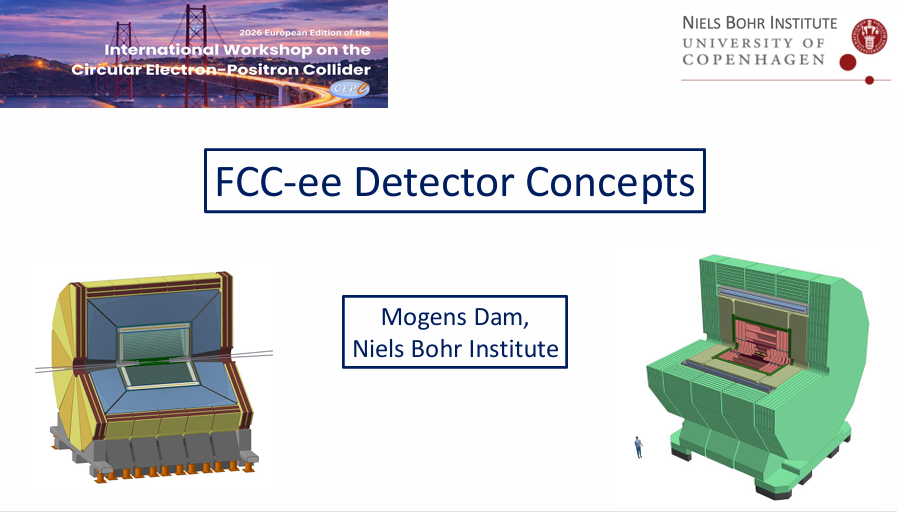 2026 European Edition of the
International Workshop on the
Circular Electron-Positron Collider
CEPC
NIELS BOHR INSTITUTE
UNIVERSITY OF
COPENHAGEN
FCC-ee Detector Concepts
Mogens Dam,
Niels Bohr Institute